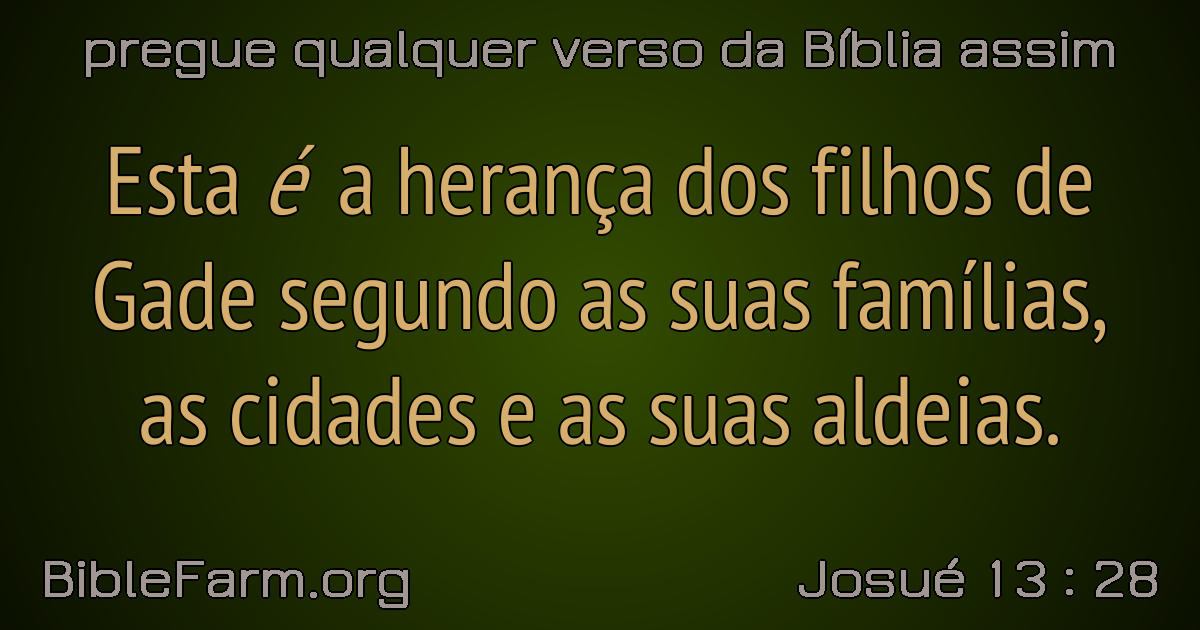 pregue qualquer verso da Bíblia assim
Esta é a herança dos filhos de
Gade segundo as suas famílias,
as cidades e as suas aldeias.
BibleFarm.org
Josué 13 : 28